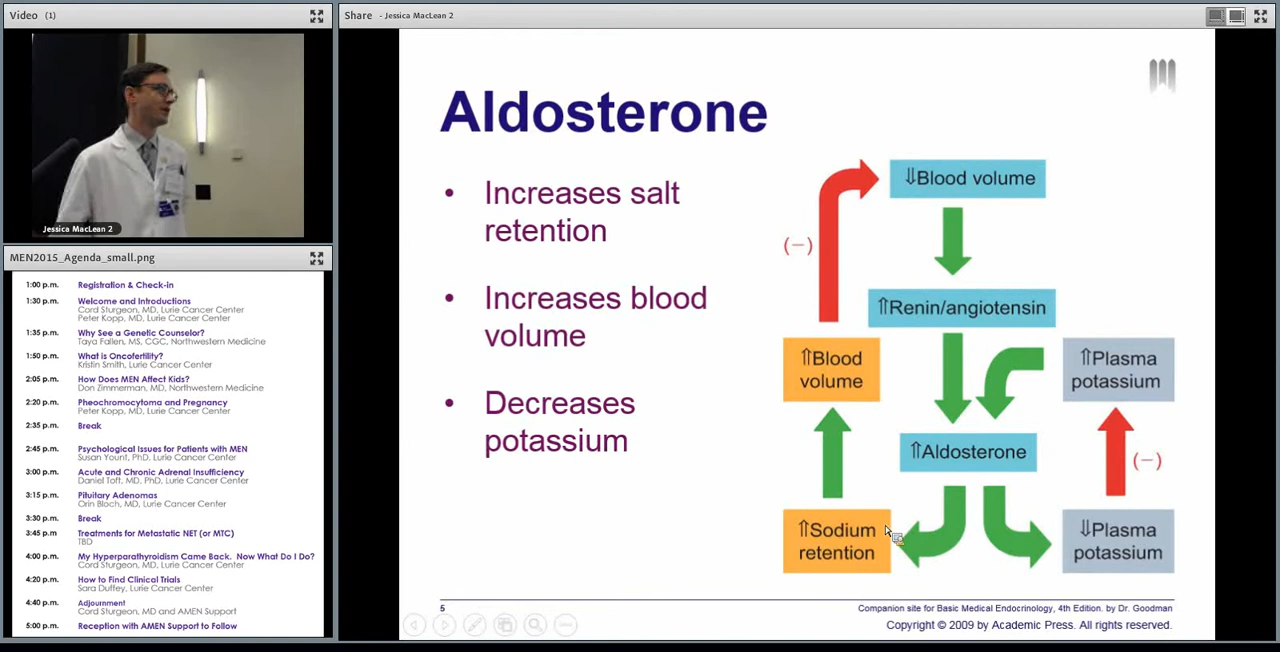 Video (1)
Jessica MacLean 2
MEN2015_Agenda_small.png
1:00 p.m. Registration & Check-in
1:30 p.m. Welcome and Introductions
Cord Sturgeon, MD, Lurie Cancer Center
Peter Kopp, MD, Lurie Cancer Center
1:35 p.m. Why See a Genetic Counselor?
Taya Fallen, MS, CGC, Northwestern Medicine
1:50 p.m. What is Oncofertility?
Kristin Smith, Lurie Cancer Center
2:05 p.m. How Does MEN Affect Kids?
Don Zimmerman, MD, Northwestern Medicine
2:20 p.m. Pheochromocytoma and Pregnancy
Peter Kopp, MD, Lurie Cancer Center
2:35 p.m. Break
2:45 p.m. Psychological Issues for Patients with MEN
Susan Yount, PhD, Lurie Cancer Center
3:00 p.m. Acute and Chronic Adrenal Insufficiency
Daniel Toft, MD, PhD, Lurie Cancer Center
3:15 p.m. Pituitary Adenomas
Orin Bloch, MD, Lurie Cancer Center
3:30 p.m. Break
3:45 p.m Treatments for Metastatic NET (or MTC)
TBD
4:00 p.m. My Hyperparathyroidism Came Back. Now What Do I Do?
Cord Sturgeon, MD, Lurie Cancer Center
4:20 p.m. How to Find Clinical Trials
Sara Duffey, Lurie Cancer Center
4:40 p.m. Adjournment
Cord Sturgeon, MD and AMEN Support
5:00 p.m. Reception with AMEN Support to Follow
Share - Jessica MacLean 2
Aldosterone
• Increases salt
retention
• Increases blood
volume
• Decreases
potassium
⇓Blood volume
(−)
⇑Renin/angiotensin
⇑Blood
volume
⇑Plasma
potassium
⇑Aldosterone
(−)
⇑Sodium
retention
⇓Plasma
potassium
5
Companion site for Basic Medical Endocrinology, 4th Edition. by Dr. Goodman
Copyright © 2009 by Academic Press. All rights reserved.